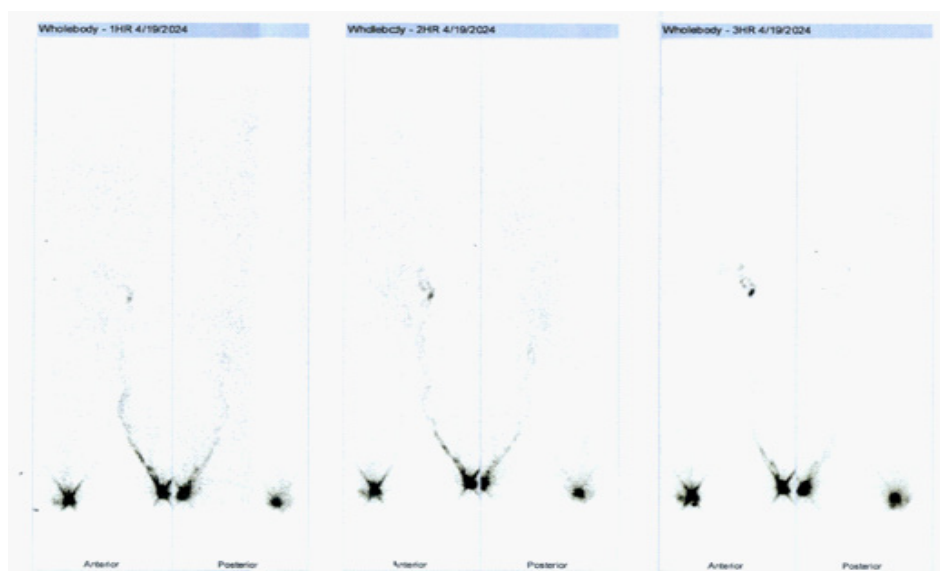 Wholebody - 1HR 4/19/2024
Wholebody - 2HR 4/19/2024
Wholebody - 3HR 4/19/2024
Anterior
Posterior
Anterior
Posterior
Anterior
Posterior